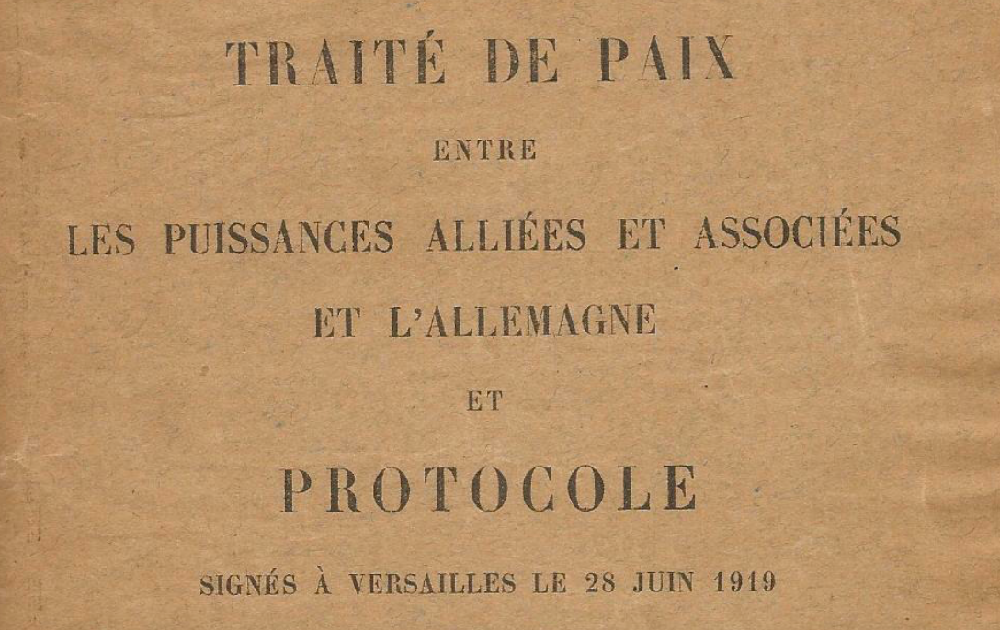 TRAITÉ DE PAIX
ENTRE
LES PUISSANCES ALLIÉES ET ASSOCIÉES
ET L'ALLEMAGNE
ET
PROTOCOLE
SIGNÉS À VERSAILLES LE 28 JUIN 1919